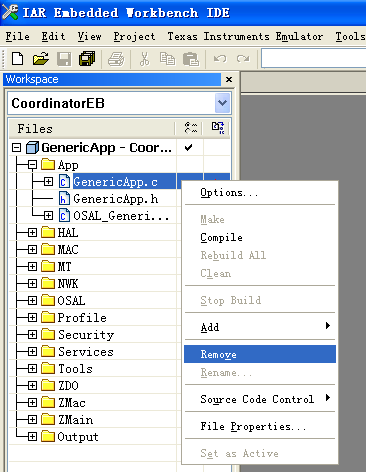 IAR Embedded Workbench IDE
File Edit View Project Texas Instruments Emulator Tools
Workspace
CoordinatorEB
Files
GenericApp - Coor...
App
GenericApp.c
GenericApp.h
OSAL_Generi...
HAL
MAC
MT
NWK
OSAL
Profile
Security
Services
Tools
ZDO
ZMac
ZMain
Output
Options...
Make
Compile
Rebuild All
Clean
Stop Build
Add
Remove
Rename...
Source Code Control
File Properties...
Set as Active